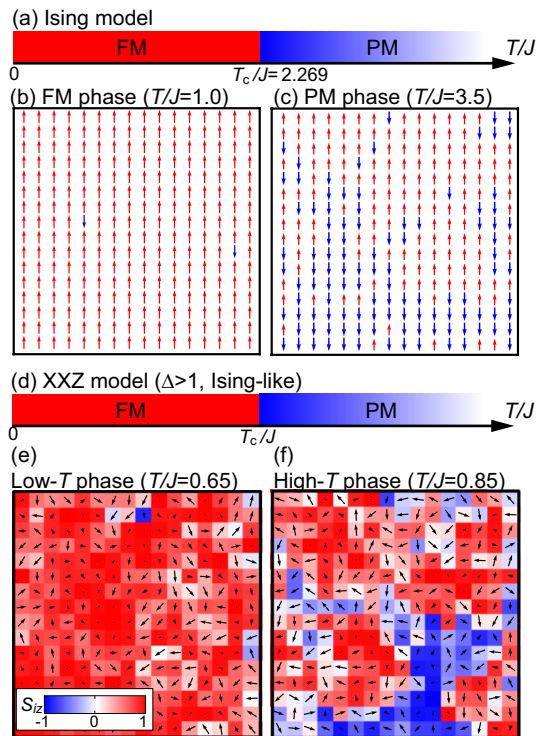 (a) Ising model
FM PM T/J
0 Tc/J=2.269
(b) FM phase (T/J=1.0) (c) PM phase (T/J=3.5)
(d) XXZ model (Δ>1, Ising-like)
FM PM T/J
0 Tc/J
(e) (f)
Low-T phase (T/J=0.65) High-T phase (T/J=0.85)
Siz
-1 0 1